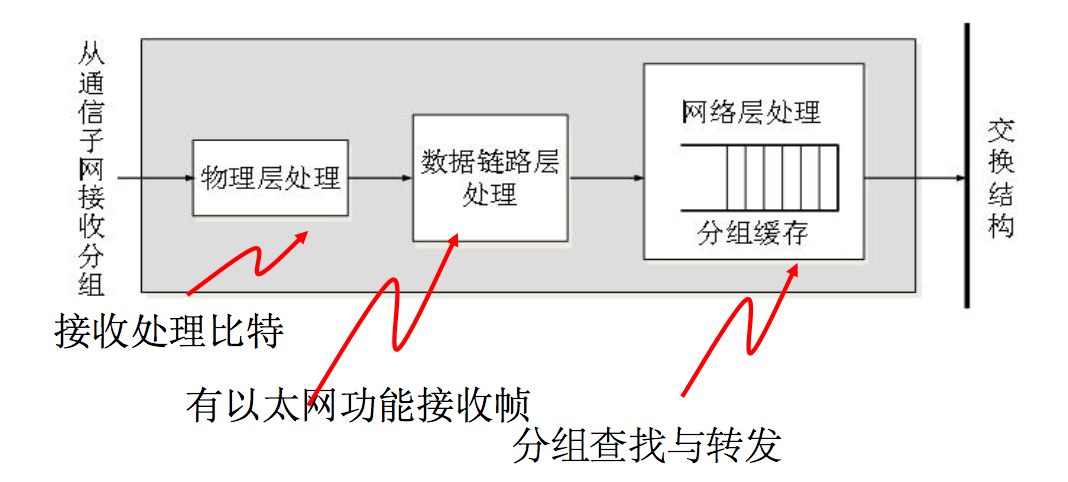 从通信子网接收分组
物理层处理
数据链路层
处理
网络层处理
分组缓存
交换结构
接收处理比特
有以太网功能接收帧
分组查找与转发